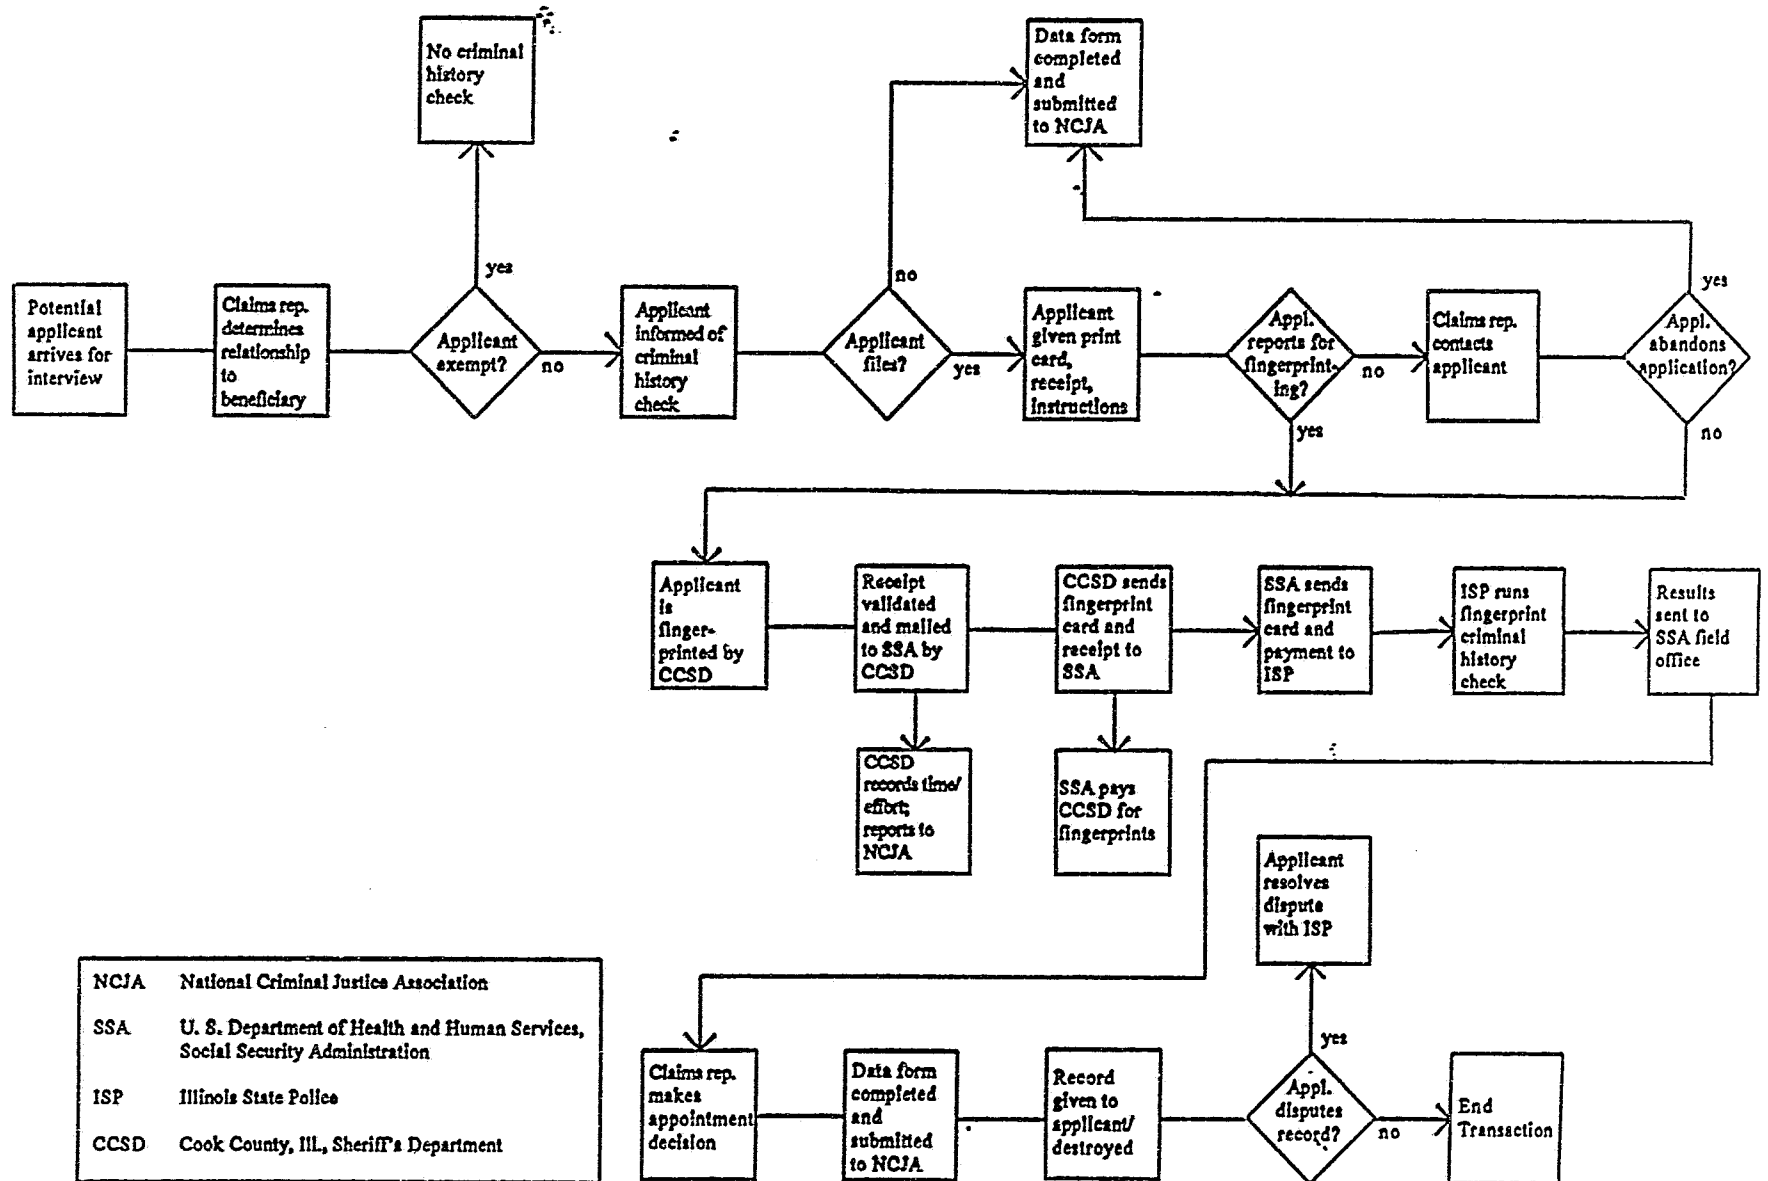 No criminal
history
check
Data form
completed
and
submitted
to NCJA
yes
no
yes
Potential
applicant
arrives for
interview
Claims rep.
determines
relationship
to
beneficiary
Applicant
exempt?
no
Applicant
informed of
criminal
history
check
Applicant
files?
yes
Applicant
given print
card,
receipt,
instructions
Appl.
reports for
fingerprint-
ing?
no
yes
Claims rep.
contacts
applicant
Appl.
abandons
application?
no
Applicant
is
finger-
printed by
CCSD
Receipt
validated
and mailed
to SSA by
CCSD
CCSD sends
fingerprint
card and
receipt to
SSA
SSA sends
fingerprint
card and
payment to
ISP
ISP runs
fingerprint
criminal
history
check
Results
sent to
SSA field
office
CCSD
records time/
effort;
reports to
NCJA
SSA pays
CCSD for
fingerprints
Applicant
resolves
dispute
with ISP
NCJA National Criminal Justice Association
SSA U. S. Department of Health and Human Services,
Social Security Administration
ISP Illinois State Police
CCSD Cook County, Ill., Sheriff's Department
Claims rep.
makes
appointment
decision
Data form
completed
and
submitted
to NCJA
Record
given to
applicant/
destroyed
yes
Appl.
disputes
record?
no
End
Transaction